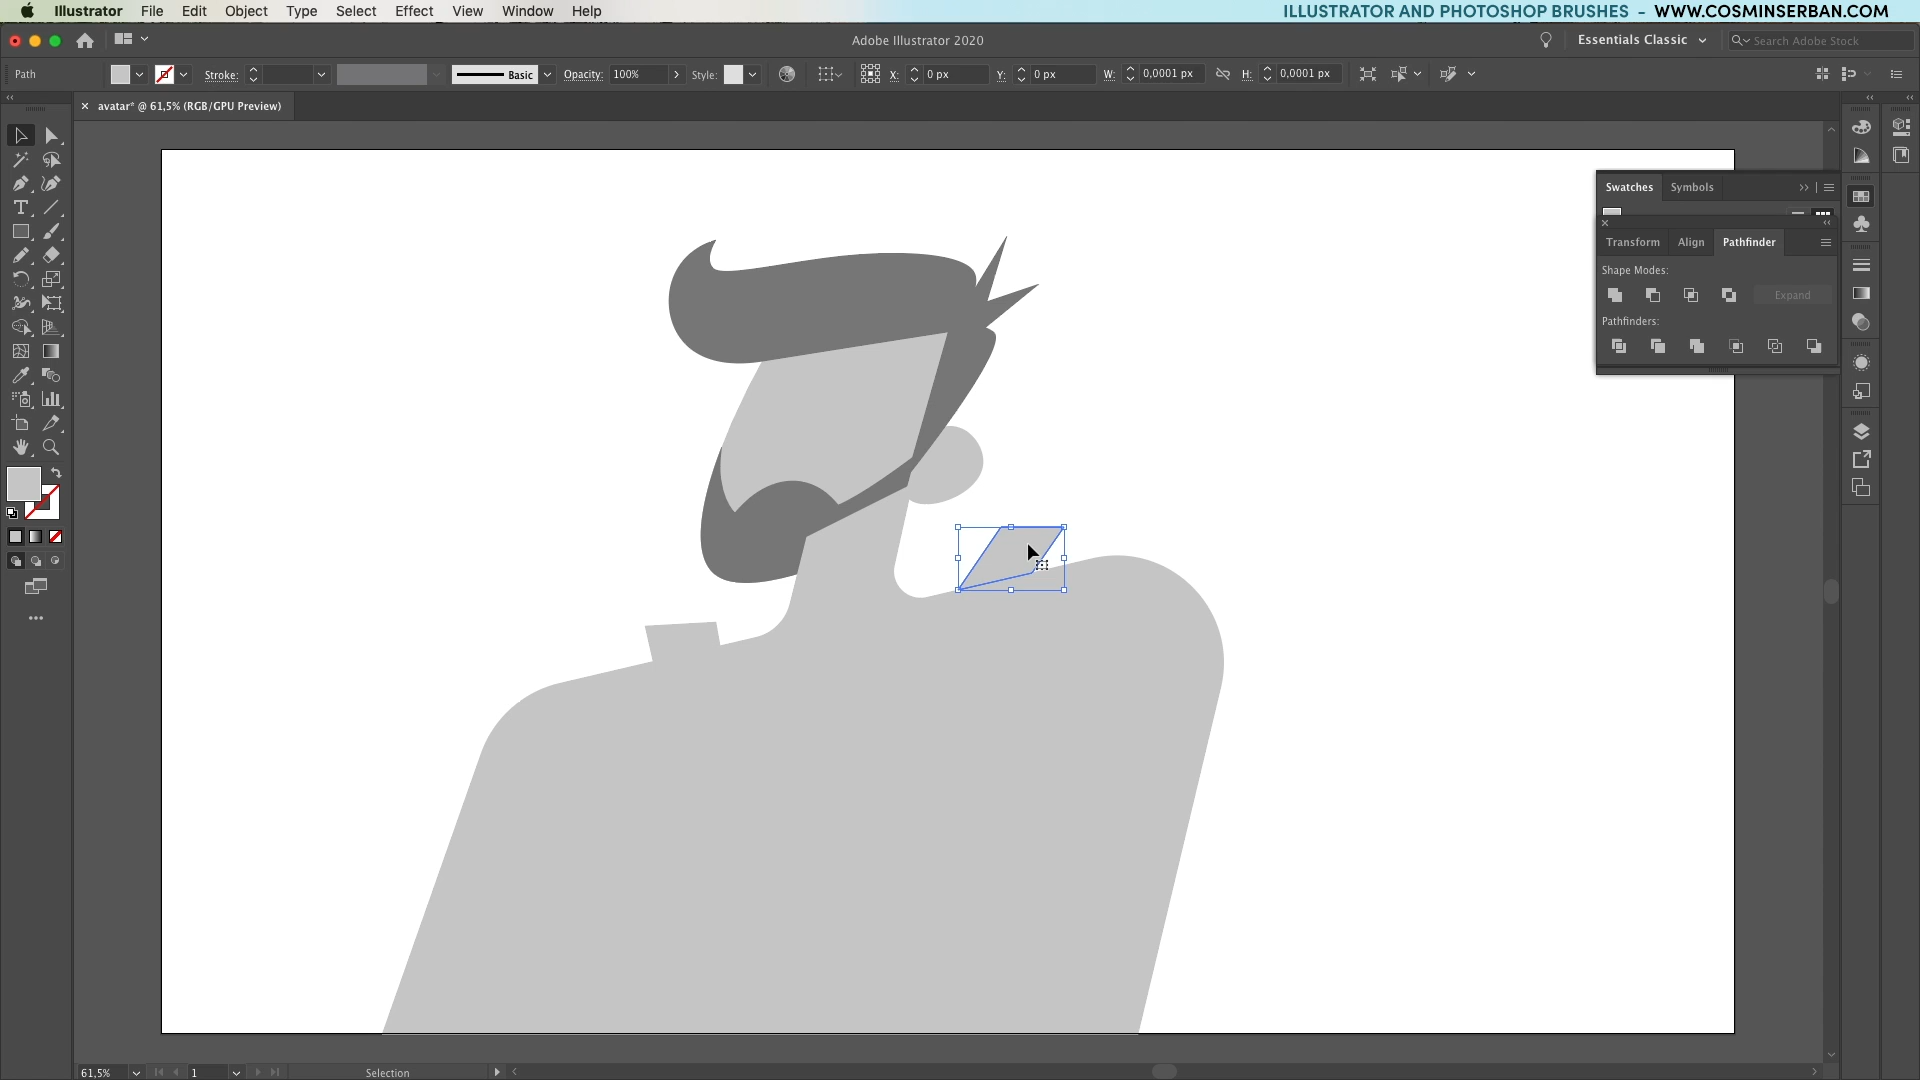 Illustrator File Edit Object Type Select Effect View Window Help
ILLUSTRATOR AND PHOTOSHOP BRUSHES - WWW.COSMINSERBAN.COM
Adobe Illustrator 2020
Essentials Classic
Search Adobe Stock
Path
Stroke:
Basic
Opacity: 100%
Style:
X: 0 px
Y: 0 px
W: 0,0001 px
H: 0,0001 px
× avatar* @ 61,5% (RGB/GPU Preview)
Swatches Symbols
Transform Align Pathfinder
Shape Modes:
Expand
Pathfinders:
61,5%
1
Selection